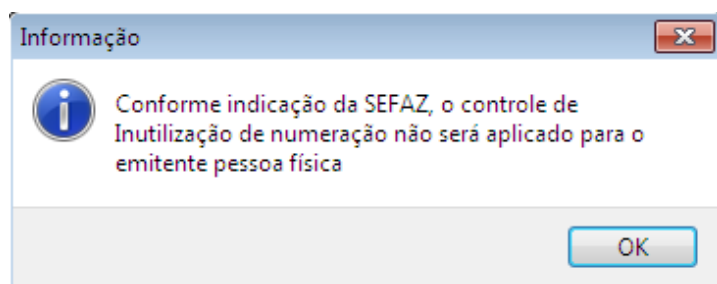 Informação
Conforme indicação da SEFAZ, o controle de
Inutilização de numeração não será aplicado para o
emitente pessoa física
OK